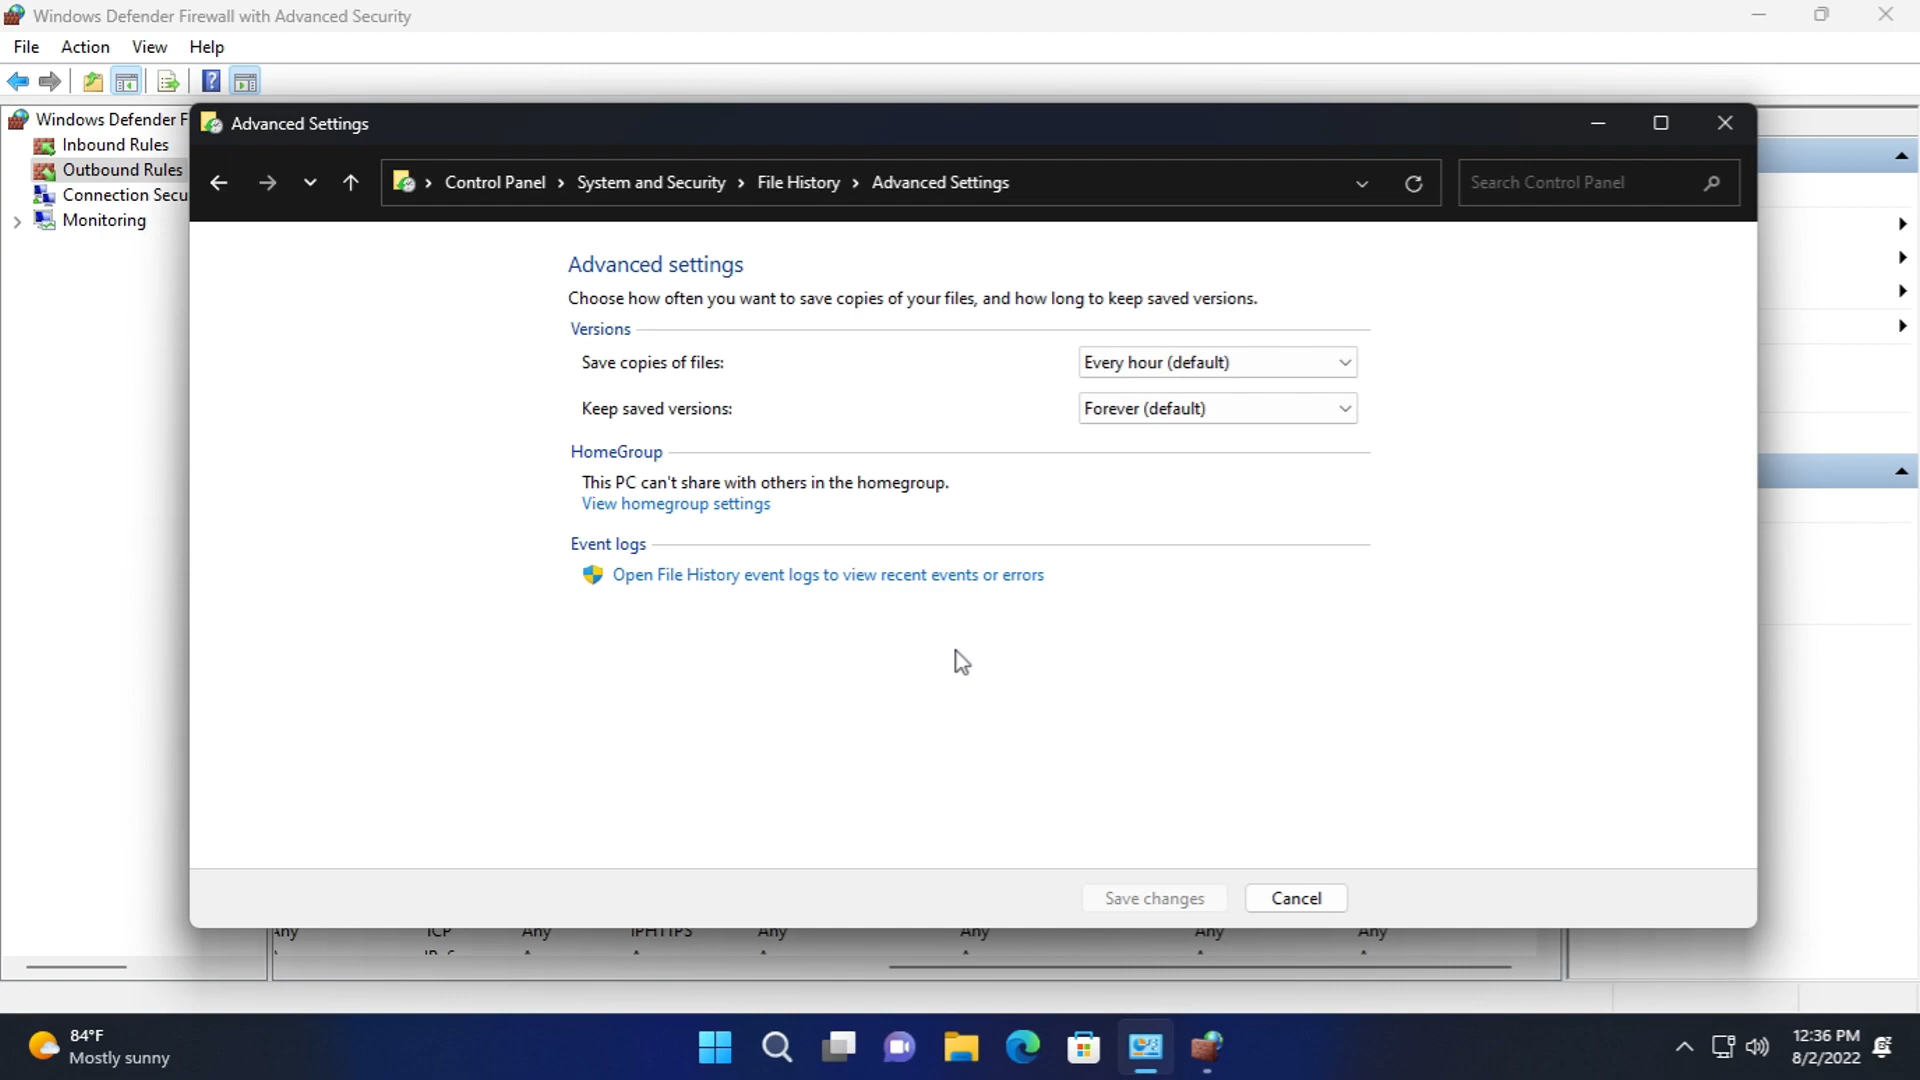 Windows Defender Firewall with Advanced Security
File Action View Help
Windows Defender F
Inbound Rules
Outbound Rules
Connection Secu
Monitoring
Advanced Settings
Control Panel › System and Security › File History › Advanced Settings
Search Control Panel
Advanced settings
Choose how often you want to save copies of your files, and how long to keep saved versions.
Versions
Save copies of files: Every hour (default)
Keep saved versions: Forever (default)
HomeGroup
This PC can't share with others in the homegroup.
View homegroup settings
Event logs
Open File History event logs to view recent events or errors
Save changes Cancel
Any TCP Any IPHTTPS Any Any Any Any
84°F
Mostly sunny
12:36 PM
8/2/2022